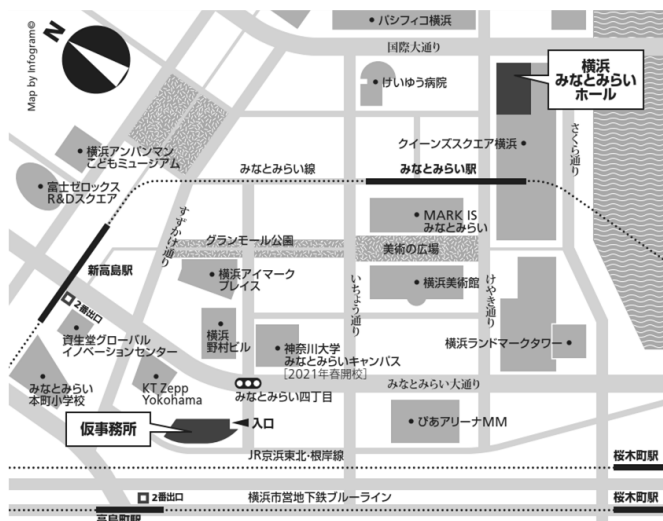 Map by Infogram©
N
パシフィコ横浜
国際大通り
けいゆう病院
横浜
みなとみらい
ホール
クイーンズスクエア横浜
さくら通り
横浜アンパンマン
こどもミュージアム
みなとみらい線
みなとみらい駅
富士ゼロックス
R&Dスクエア
すずかけ通り
MARK IS
みなとみらい
グランモール公園
美術の広場
新高島駅
横浜アイマーク
プレイス
いちょう通り
横浜美術館
けやき通り
2番出口
資生堂グローバル
イノベーションセンター
横浜
野村ビル
神奈川大学
みなとみらいキャンパス
[2021年春開校]
横浜ランドマークタワー
みなとみらい
本町小学校
KT Zepp
Yokohama
みなとみらい四丁目
みなとみらい大通り
仮事務所
入口
ぴあアリーナMM
JR京浜東北・根岸線
桜木町駅
2番出口
横浜市営地下鉄ブルーライン
桜木町駅
高島町駅